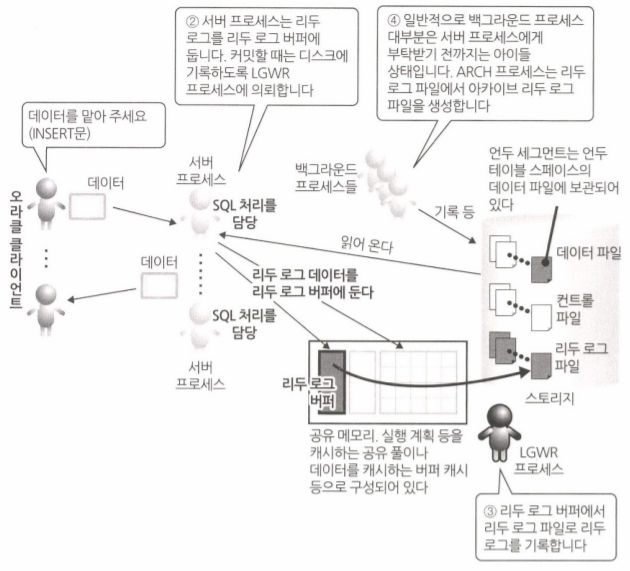 ② 서버 프로세스는 리두
로그를 리두 로그 버퍼에
둡니다. 커밋할 때는 디스크에
기록하도록 LGWR
프로세스에 의뢰합니다
④ 일반적으로 백그라운드 프로세스
대부분은 서버 프로세스에게
부탁받기 전까지는 아이들
상태입니다. ARCH 프로세스는 리두
로그 파일에서 아카이브 리두 로그
파일을 생성합니다
데이터를 맡아 주세요
(INSERT문)
오라클 클라이언트
데이터
서버
프로세스
SQL 처리를
담당
백그라운드
프로세스들
기록 등
언두 세그먼트는 언두
테이블 스페이스의
데이터 파일에 보관되어
있다
읽어 온다
데이터 파일
데이터
리두 로그 데이터를
리두 로그 버퍼에 둔다
컨트롤
파일
SQL 처리를
담당
서버
프로세스
리두 로그
파일
리두 로그
버퍼
스토리지
공유 메모리. 실행 계획 등을
캐시하는 공유 풀이나
데이터를 캐시하는 버퍼 캐시
등으로 구성되어 있다
LGWR
프로세스
③ 리두 로그 버퍼에서
리두 로그 파일로 리두
로그를 기록합니다